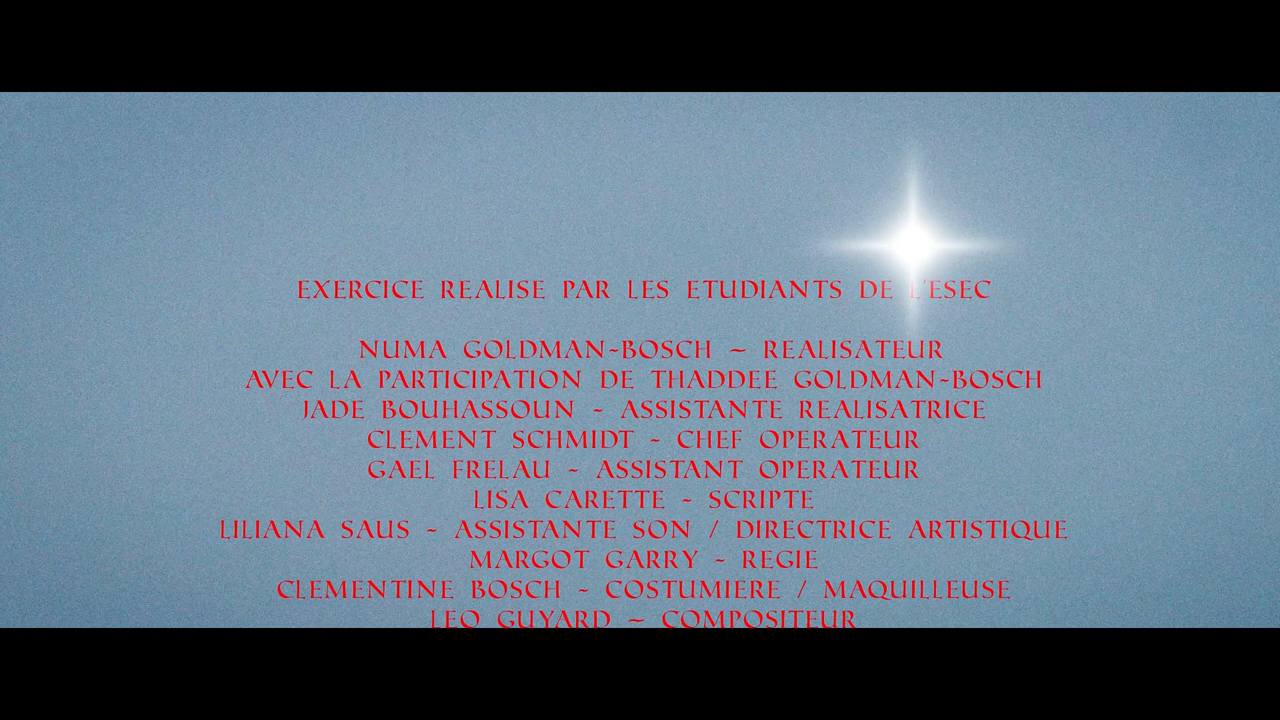 EXERCICE REALISE PAR LES ETUDIANTS DE L'ESEC
NUMA GOLDMAN-BOSCH – REALISATEUR
AVEC LA PARTICIPATION DE THADDEE GOLDMAN-BOSCH
JADE BOUHASSOUN - ASSISTANTE REALISATRICE
CLEMENT SCHMIDT - CHEF OPERATEUR
GAEL FRELAU - ASSISTANT OPERATEUR
LISA CARETTE - SCRIPTE
LILIANA SAUS - ASSISTANTE SON / DIRECTRICE ARTISTIQUE
MARGOT GARRY - REGIE
CLEMENTINE BOSCH - COSTUMIERE / MAQUILLEUSE
LEO GUYARD – COMPOSITEUR